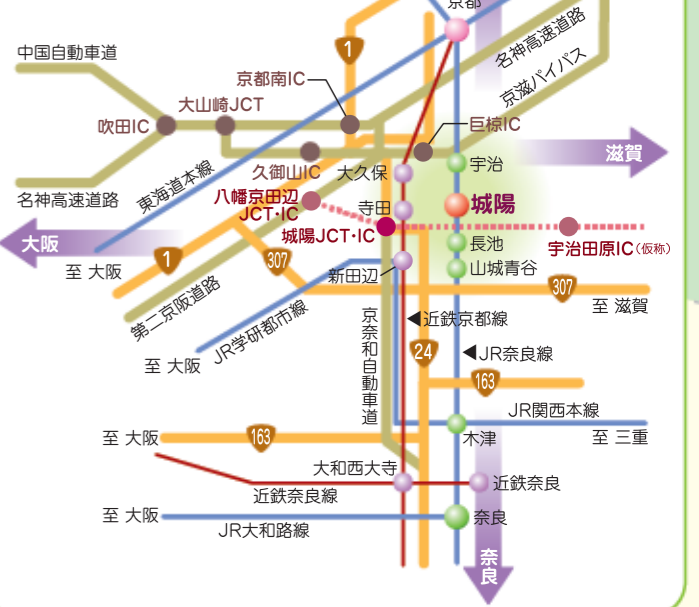 京都
1
名神高速道路
中国自動車道
京滋バイパス
京都南IC
大山崎JCT
吹田IC
巨椋IC
滋賀
久御山IC
大久保
宇治
東海道本線
名神高速道路
八幡京田辺
JCT・IC
寺田
城陽
大阪
城陽JCT・IC
長池
宇治田原IC(仮称)
至 大阪
1
307
新田辺
山城青谷
307
至 滋賀
第二京阪道路
JR学研都市線
京奈和自動車道
◀近鉄京都線
至 大阪
24
◀JR奈良線
163
JR関西本線
至 大阪
163
木津
至 三重
大和西大寺
近鉄奈良線
近鉄奈良
至 大阪
JR大和路線
奈良
奈良